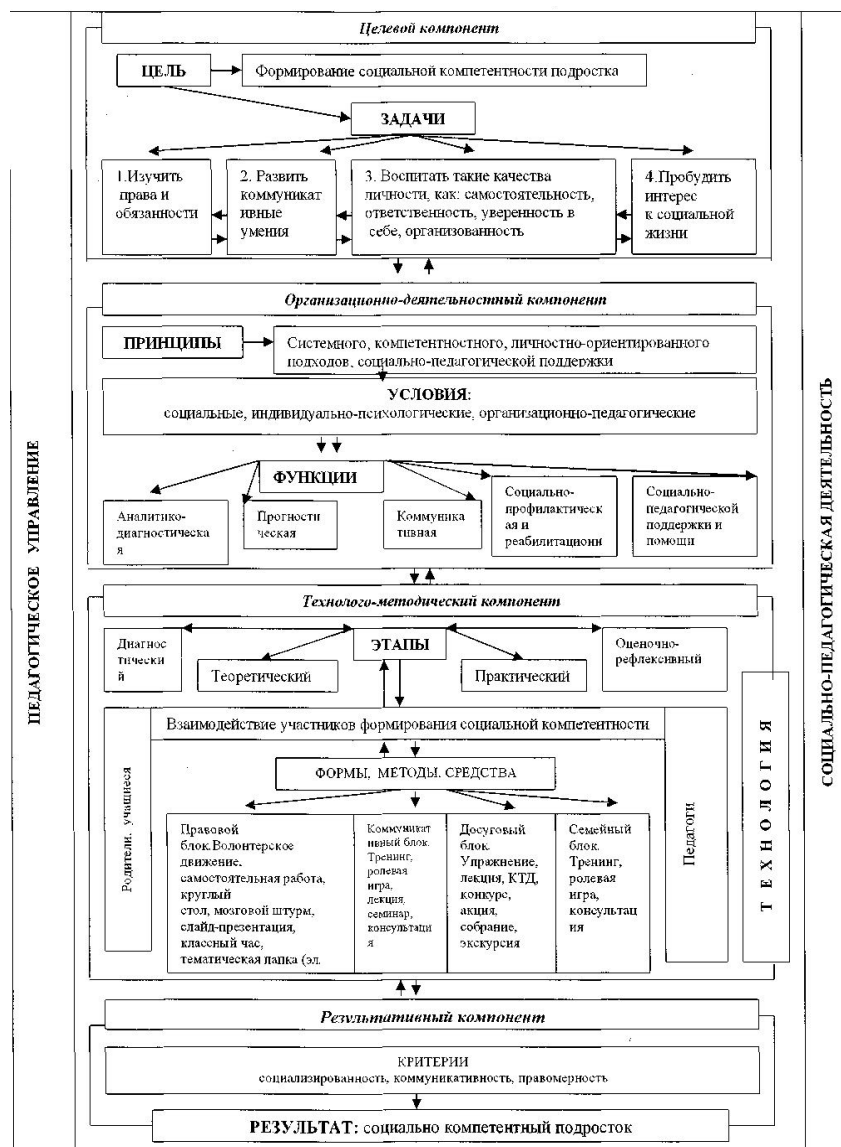 Целевой компонент
ЦЕЛЬ
Формирование социальной компетентности подростка
ЗАДАЧИ
1.Изучить
права и
обязанности
2. Развить
коммуникат
ивные
умения
3. Воспитать такие качества
личности, как: самостоятельность,
ответственность, уверенность в
себе, организованность
4.Пробудить
интерес
к социальной
жизни
Организационно-деятельностный компонент
ПРИНЦИПЫ
Системного, компетентностного, личностно-ориентированного
подходов, социально-педагогической поддержки
УСЛОВИЯ:
социальные, индивидуально-психологические, организационно-педагогические
ФУНКЦИИ
Аналитико-
диагностическа
я
Прогности
ческая
Коммуника
тивная
Социально-
профилактическ
ая и
реабилитационн
Социально-
педагогической
поддержки и
помощи
Технолого-методический компонент
Диагнос
тически
й
Теоретический
ЭТАПЫ
Практический
Оценочно-
рефлексивный
Взаимодействие участников формирования социальной компетентности
ФОРМЫ, МЕТОДЫ, СРЕДСТВА
Родители, учащиеся
Правовой
блок.Волонтерское
движение,
самостоятельная работа,
круглый
стол, мозговой штурм,
слайд-презентация,
классный час,
тематическая папка (эл.
Коммуникат
ивный блок.
Тренинг,
ролевая
игра,
лекция,
семинар,
консультаци
я
Досуговый
блок.
Упражнение,
лекция, КТД,
конкурс,
акция,
собрание,
экскурсия
Семейный
блок.
Тренинг,
ролевая
игра,
консультац
ия
Педагоги
ТЕХНОЛОГИЯ
Результативный компонент
КРИТЕРИИ
социализированность, коммуникативность, правомерность
РЕЗУЛЬТАТ: социально компетентный подросток
ПЕДАГОГИЧЕСКОЕ УПРАВЛЕНИЕ
СОЦИАЛЬНО-ПЕДАГОГИЧЕСКАЯ ДЕЯТЕЛЬНОСТЬ